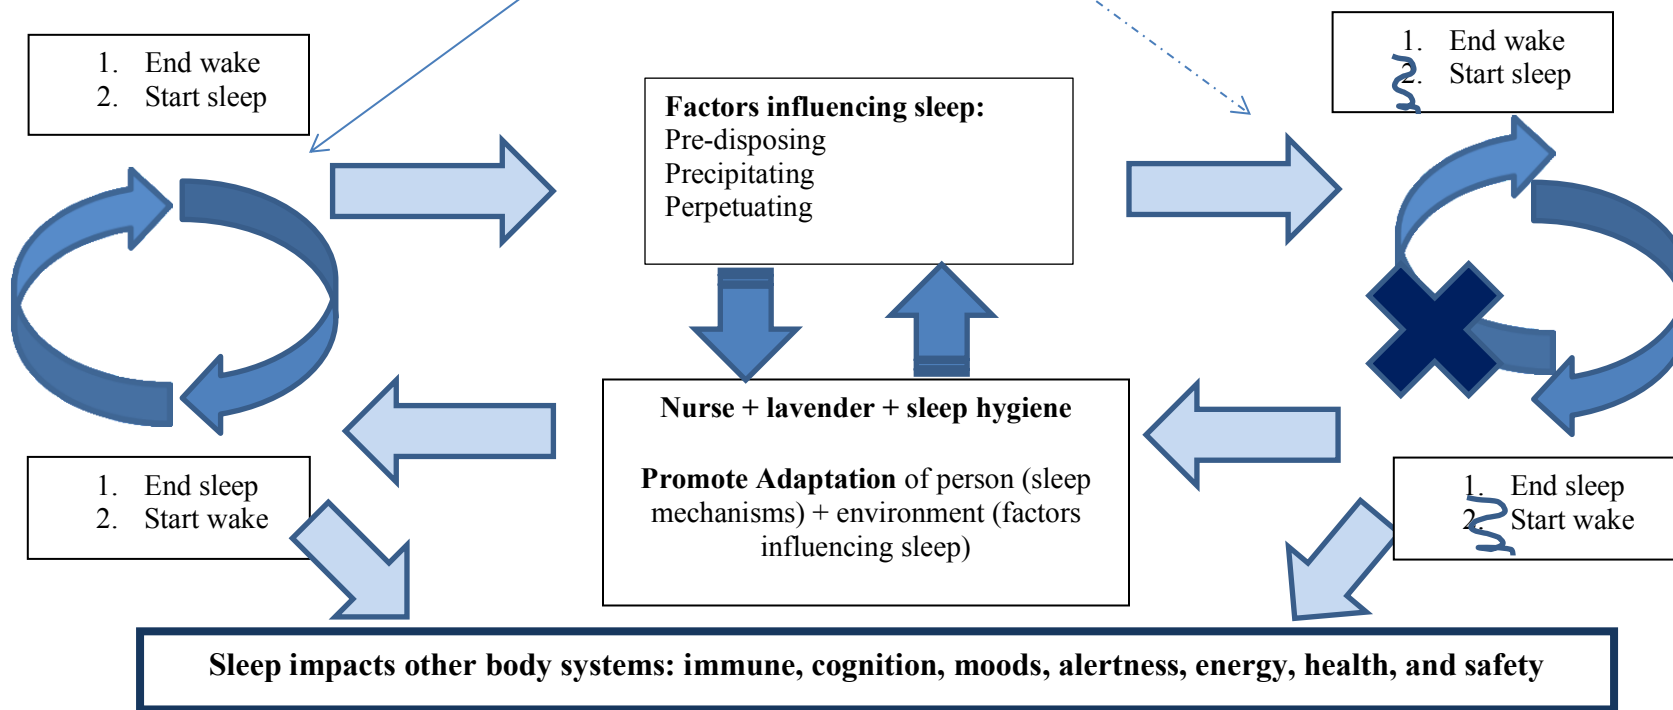 1. End wake
2. Start sleep
1. End wake
2. Start sleep
Factors influencing sleep:
Pre-disposing
Precipitating
Perpetuating
Nurse + lavender + sleep hygiene
Promote Adaptation of person (sleep
mechanisms) + environment (factors
influencing sleep)
1. End sleep
2. Start wake
1. End sleep
2. Start wake
Sleep impacts other body systems: immune, cognition, moods, alertness, energy, health, and safety